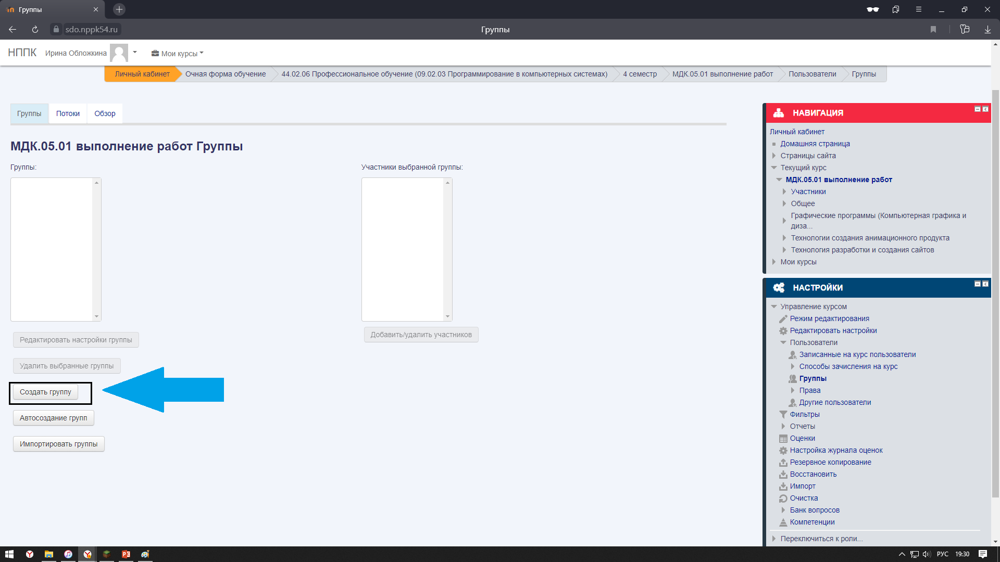 Группы
sdo.nppk54.ru
Группы
НППК
Ирина Обложкина
Мои курсы
Личный кабинет
Очная форма обучение
44.02.06 Профессиональное обучение (09.02.03 Программирование в компьютерных системах)
4 семестр
МДК.05.01 выполнение работ
Пользователи
Группы
Группы
Потоки
Обзор
МДК.05.01 выполнение работ Группы
Группы:
Участники выбранной группы:
Редактировать настройки группы
Добавить/удалить участников
Удалить выбранные группы
Создать группу
Автосоздание групп
Импортировать группы
НАВИГАЦИЯ
Личный кабинет
Домашняя страница
Страницы сайта
Текущий курс
МДК.05.01 выполнение работ
Участники
Общее
Графические программы (Компьютерная графика и
диза...
Технологии создания анимационного продукта
Технология разработки и создания сайтов
Мои курсы
НАСТРОЙКИ
Управление курсом
Режим редактирования
Редактировать настройки
Пользователи
Записанные на курс пользователи
Способы зачисления на курс
Группы
Права
Другие пользователи
Фильтры
Отчеты
Оценки
Настройка журнала оценок
Резервное копирование
Восстановить
Импорт
Очистка
Банк вопросов
Компетенции
Переключиться к роли...
РУС
19:30